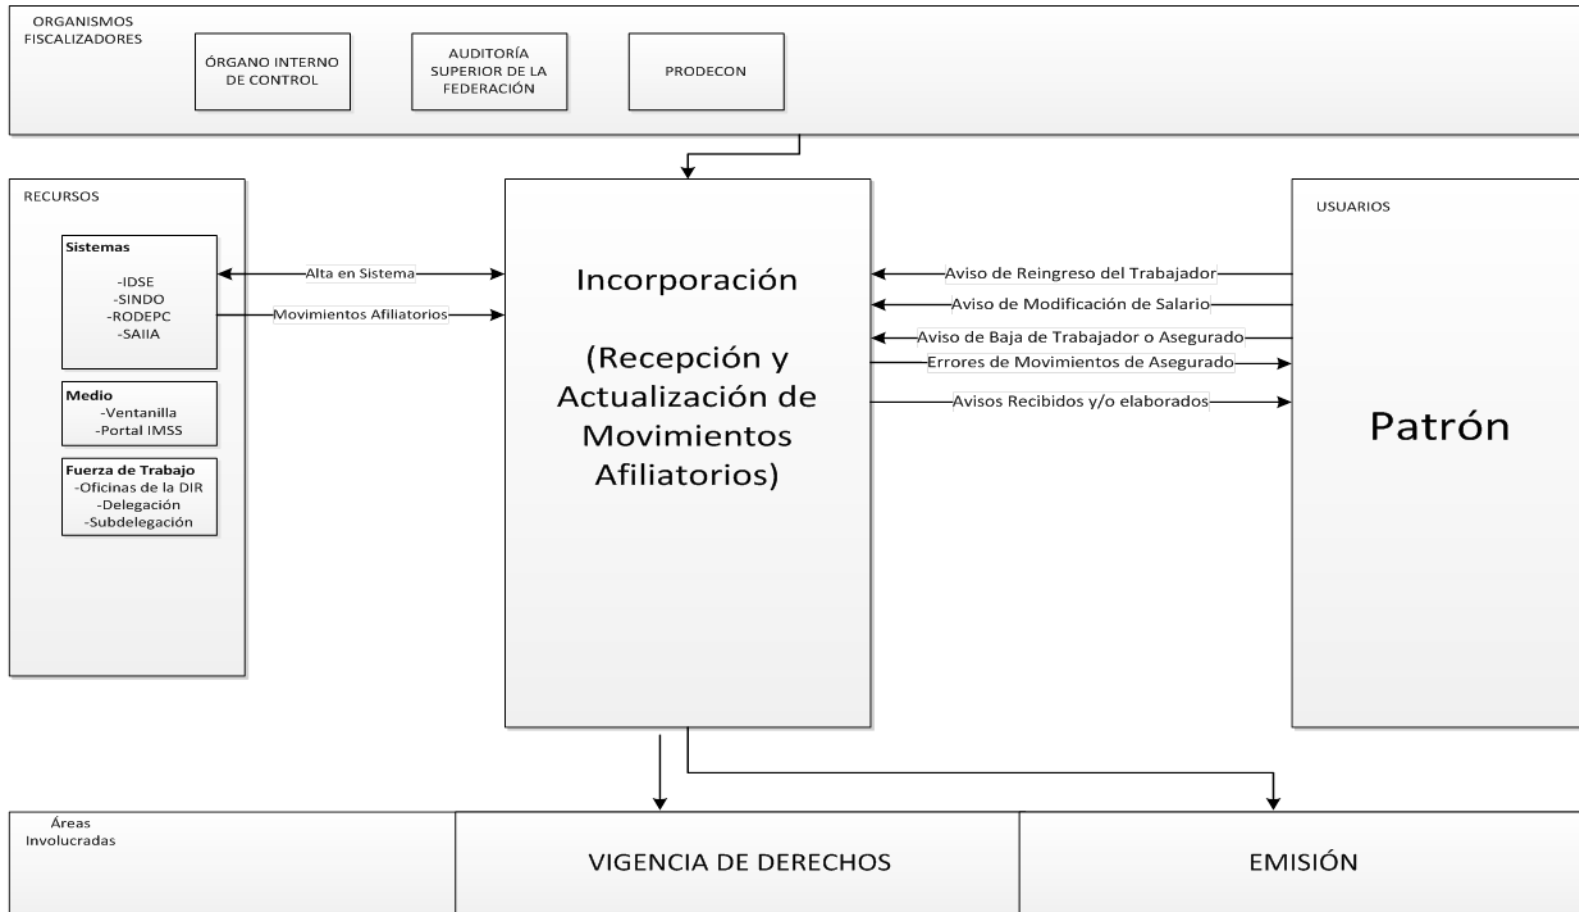 ORGANISMOS
FISCALIZADORES
ÓRGANO INTERNO
DE CONTROL
AUDITORÍA
SUPERIOR DE LA
FEDERACIÓN
PRODECON
RECURSOS
Sistemas
-IDSE
-SINDO
-RODEPC
-SAIIA
Medio
-Ventanilla
-Portal IMSS
Fuerza de Trabajo
-Oficinas de la DIR
-Delegación
-Subdelegación
Alta en Sistema
Movimientos Afiliatorios
Incorporación
(Recepción y
Actualización de
Movimientos
Afiliatorios)
Aviso de Reingreso del Trabajador
Aviso de Modificación de Salario
Aviso de Baja de Trabajador o Asegurado
Errores de Movimientos de Asegurado
Avisos Recibidos y/o elaborados
USUARIOS
Patrón
Áreas
Involucradas
VIGENCIA DE DERECHOS
EMISIÓN